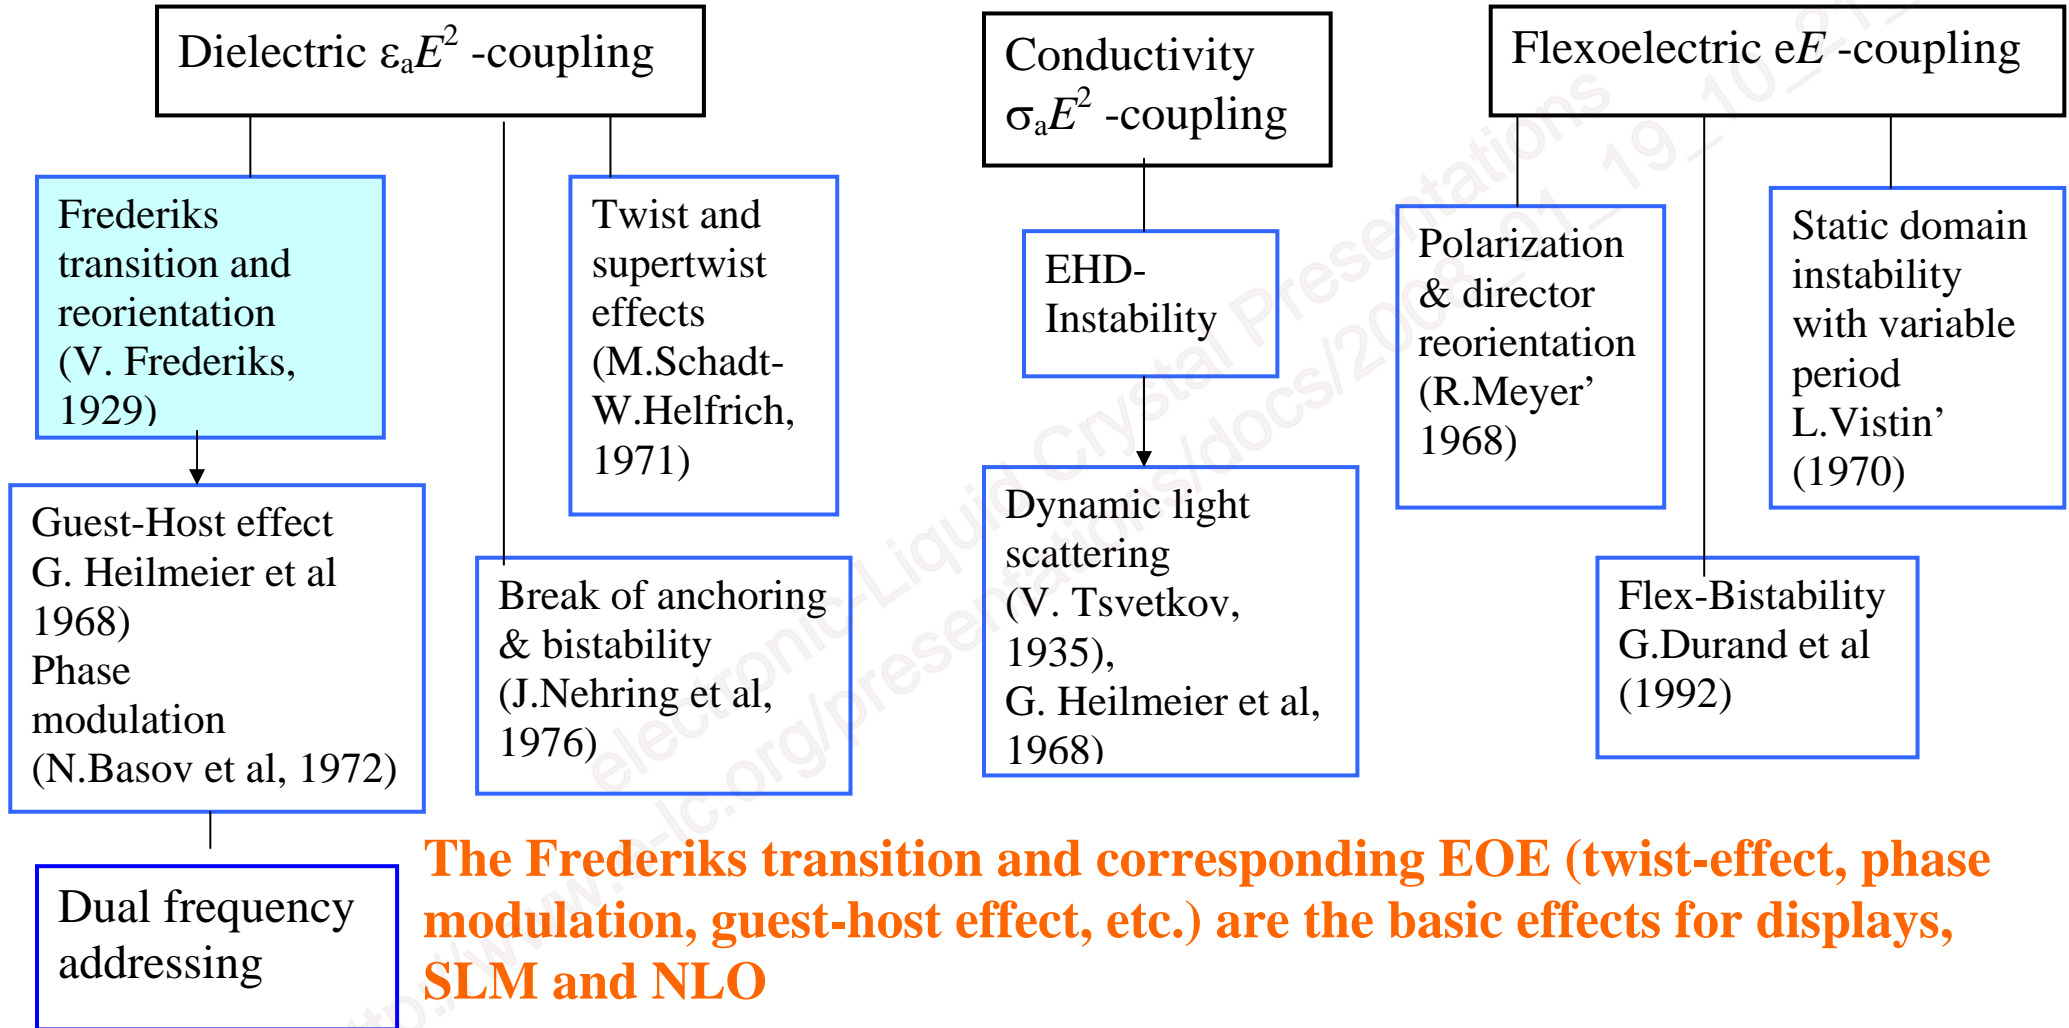 Dielectric εₐE² -coupling
Conductivity
σₐE² -coupling
Flexoelectric eE -coupling
Frederiks
transition and
reorientation
(V. Frederiks,
1929)
Twist and
supertwist
effects
(M.Schadt-
W.Helfrich,
1971)
EHD-
Instability
Polarization
& director
reorientation
(R.Meyer’
1968)
Static domain
instability
with variable
period
L.Vistin’
(1970)
Guest-Host effect
G. Heilmeier et al
1968)
Phase
modulation
(N.Basov et al, 1972)
Break of anchoring
& bistability
(J.Nehring et al,
1976)
Dynamic light
scattering
(V. Tsvetkov,
1935),
G. Heilmeier et al,
1968)
Flex-Bistability
G.Durand et al
(1992)
Dual frequency
addressing
The Frederiks transition and corresponding EOE (twist-effect, phase
modulation, guest-host effect, etc.) are the basic effects for displays,
SLM and NLO
electronic-Liquid Crystal Presentations